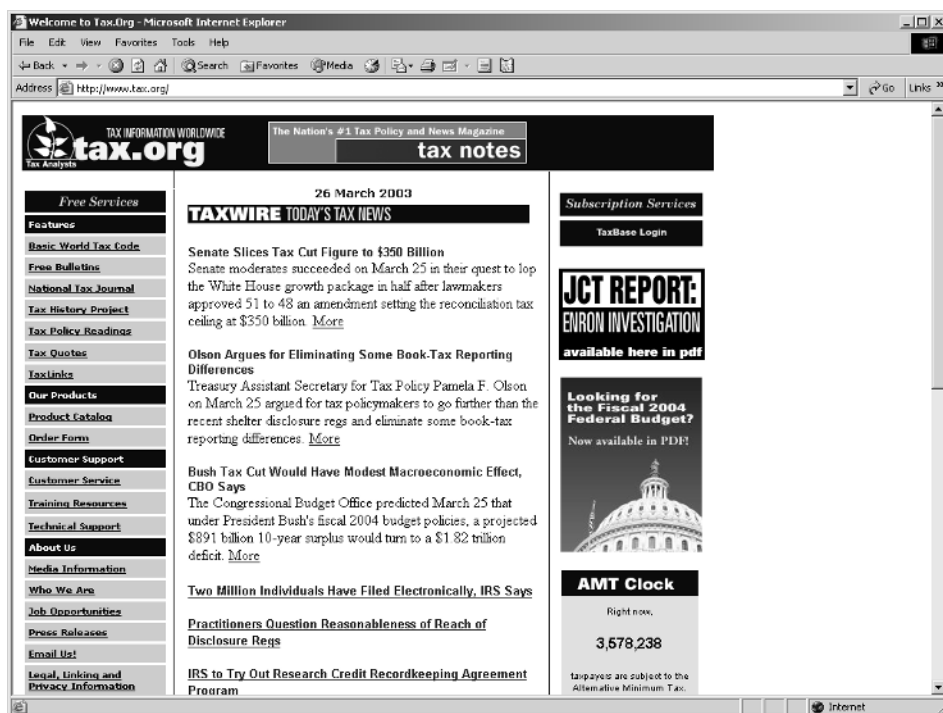 Welcome to Tax.Org - Microsoft Internet Explorer
File Edit View Favorites Tools Help
Back Search Favorites Media
Address http://www.tax.org/ Go Links »
TAX INFORMATION WORLDWIDE
tax.org
Tax Analysts
The Nation's #1 Tax Policy and News Magazine
tax notes
Free Services
Features
Basic World Tax Code
Free Bulletins
National Tax Journal
Tax History Project
Tax Policy Readings
Tax Quotes
TaxLinks
Our Products
Product Catalog
Order Form
Customer Support
Customer Service
Training Resources
Technical Support
About Us
Media Information
Who We Are
Job Opportunities
Press Releases
Email Us!
Legal, Linking and
Privacy Information
26 March 2003
TAXWIRE TODAY'S TAX NEWS
Senate Slices Tax Cut Figure to $350 Billion
Senate moderates succeeded on March 25 in their quest to lop
the White House growth package in half after lawmakers
approved 51 to 48 an amendment setting the reconciliation tax
ceiling at $350 billion. More
Olson Argues for Eliminating Some Book-Tax Reporting
Differences
Treasury Assistant Secretary for Tax Policy Pamela F. Olson
on March 25 argued for tax policymakers to go further than the
recent shelter disclosure regs and eliminate some book-tax
reporting differences. More
Bush Tax Cut Would Have Modest Macroeconomic Effect,
CBO Says
The Congressional Budget Office predicted March 25 that
under President Bush's fiscal 2004 budget policies, a projected
$891 billion 10-year surplus would turn to a $1.82 trillion
deficit. More
Two Million Individuals Have Filed Electronically, IRS Says
Practitioners Question Reasonableness of Reach of
Disclosure Regs
IRS to Try Out Research Credit Recordkeeping Agreement
Program
Subscription Services
TaxBase Login
JCT REPORT:
ENRON INVESTIGATION
available here in pdf
Looking for
the Fiscal 2004
Federal Budget?
Now available in PDF!
AMT Clock
Right now,
3,578,238
taxpayers are subject to the
Alternative Minimum Tax.
Internet